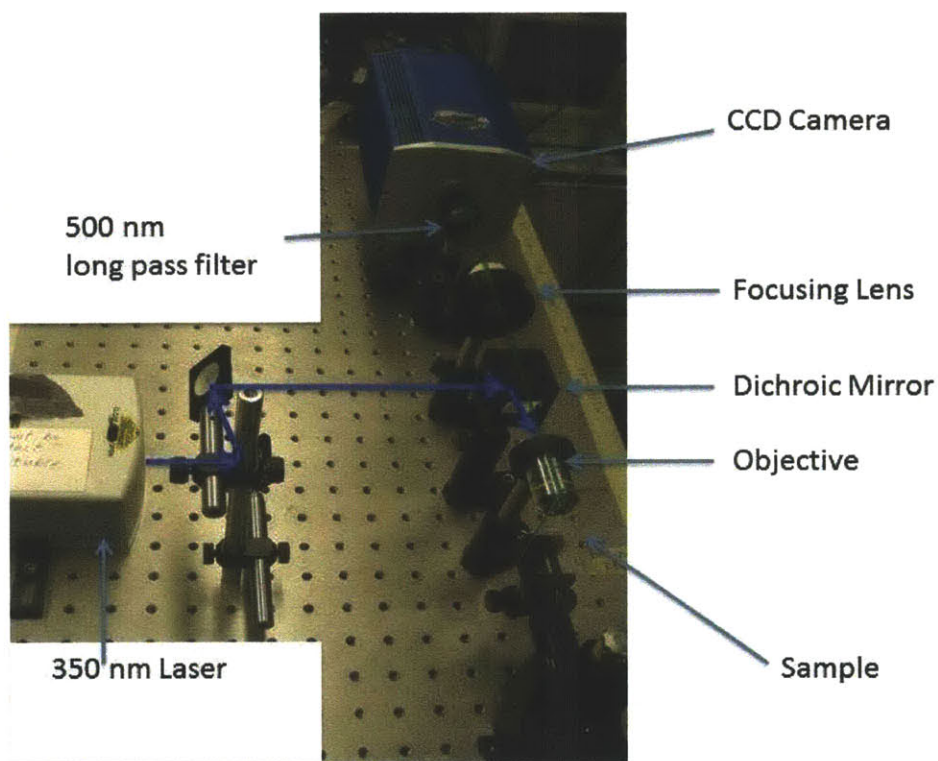 CCD Camera
500 nm
long pass filter
Focusing Lens
Dichroic Mirror
Objective
350 nm Laser
Sample